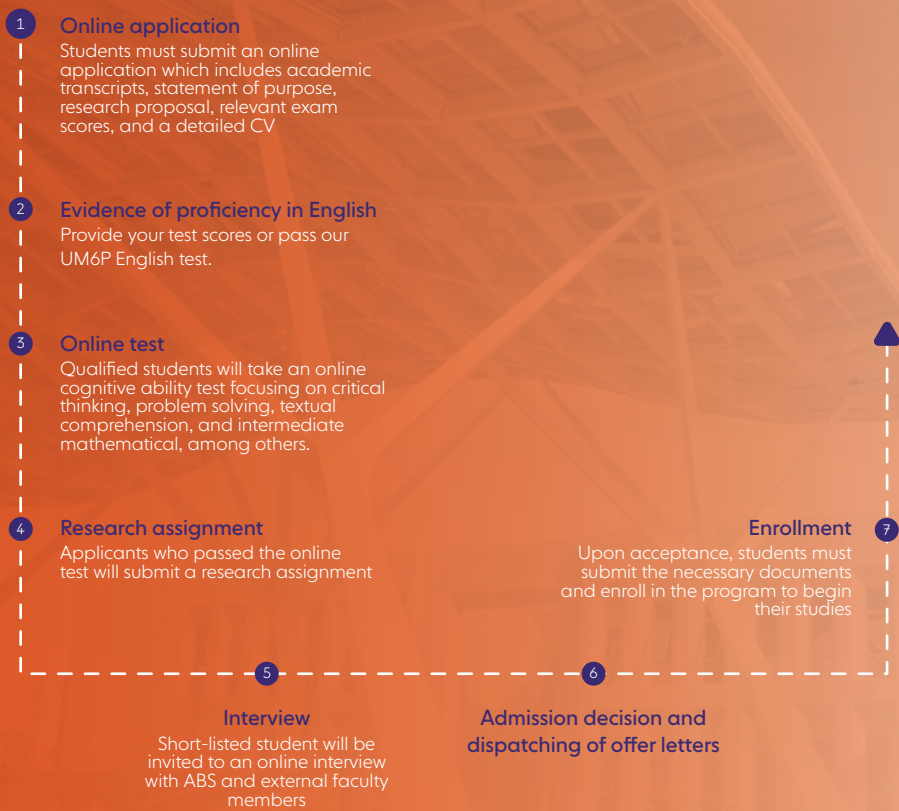 1
Online application
Students must submit an online
application which includes academic
transcripts, statement of purpose,
research proposal, relevant exam
scores, and a detailed CV
2
Evidence of proficiency in English
Provide your test scores or pass our
UM6P English test.
3
Online test
Qualified students will take an online
cognitive ability test focusing on critical
thinking, problem solving, textual
comprehension, and intermediate
mathematical, among others.
4
Research assignment
Applicants who passed the online
test will submit a research assignment
5
Interview
Short-listed student will be
invited to an online interview
with ABS and external faculty
members
6
Admission decision and
dispatching of offer letters
7
Enrollment
Upon acceptance, students must
submit the necessary documents
and enroll in the program to begin
their studies